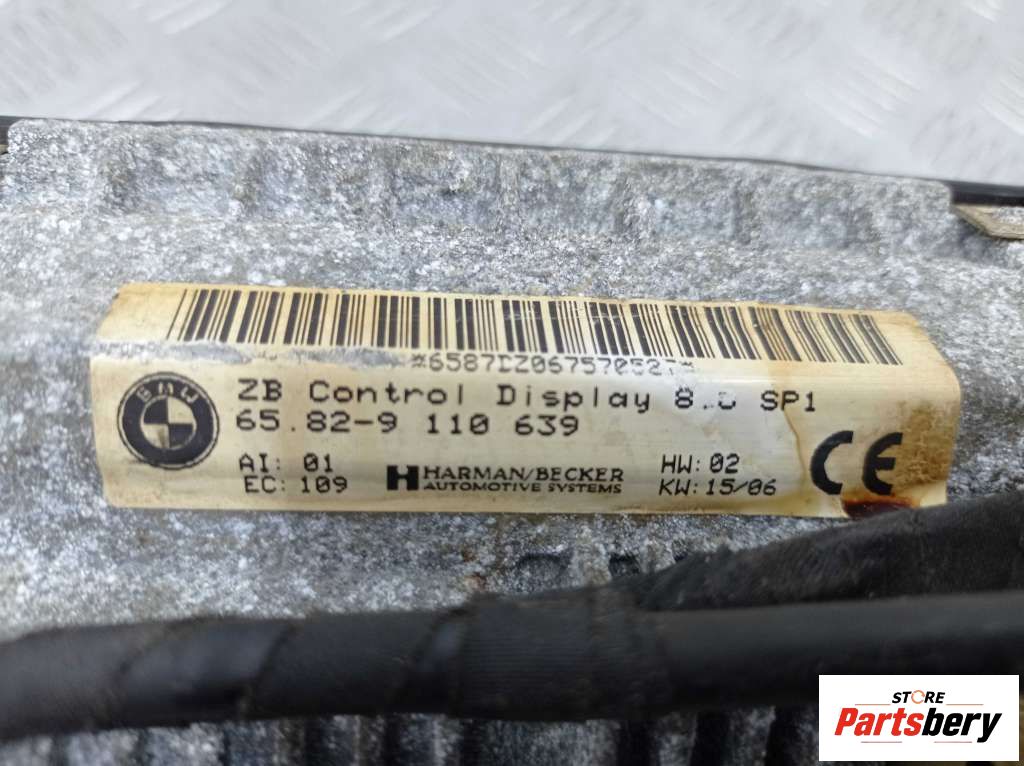 ZB Control Display 8.8 SP1
65.82-9 110 639
BMW
AI: 01
EC: 109
HARMAN/BECKER
AUTOMOTIVE SYSTEMS
HW: 02
KW: 15/06
CE
STORE
Partsbery